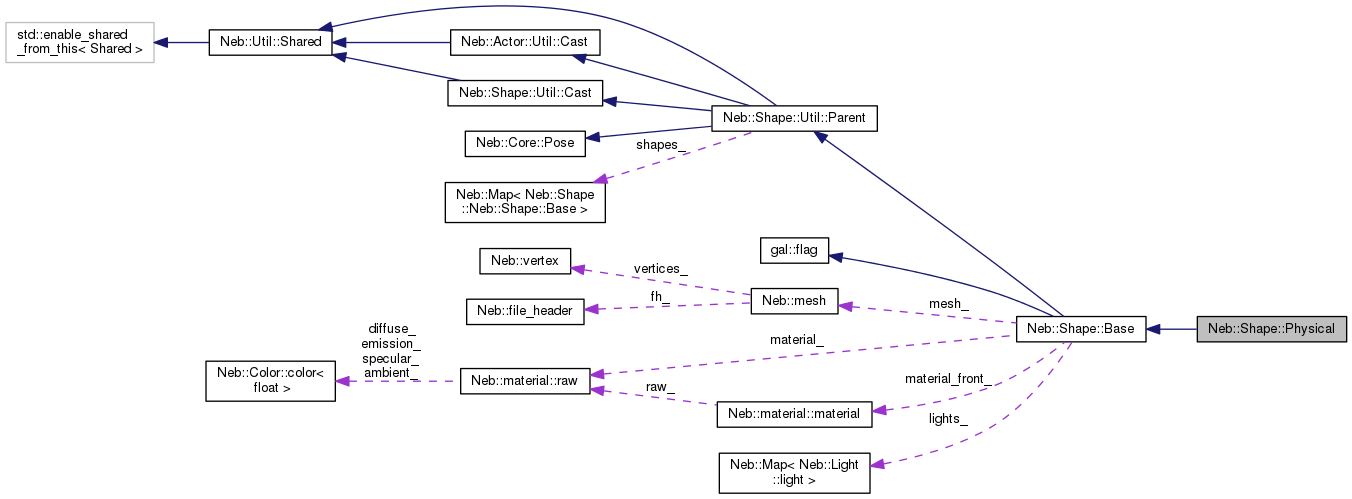 std::enable_shared
_from_this< Shared >
Neb::Util::Shared
Neb::Actor::Util::Cast
Neb::Shape::Util::Cast
Neb::Shape::Util::Parent
Neb::Core::Pose
shapes_
Neb::Map< Neb::Shape
::Neb::Shape::Base >
gal::flag
Neb::vertex
vertices_
fh_
Neb::mesh
mesh_
Neb::file_header
Neb::Shape::Base
Neb::Shape::Physical
diffuse_
emission_
specular_
ambient_
material_
Neb::Color::color<
float >
Neb::material::raw
raw_
material_front_
Neb::material::material
lights_
Neb::Map< Neb::Light
::light >